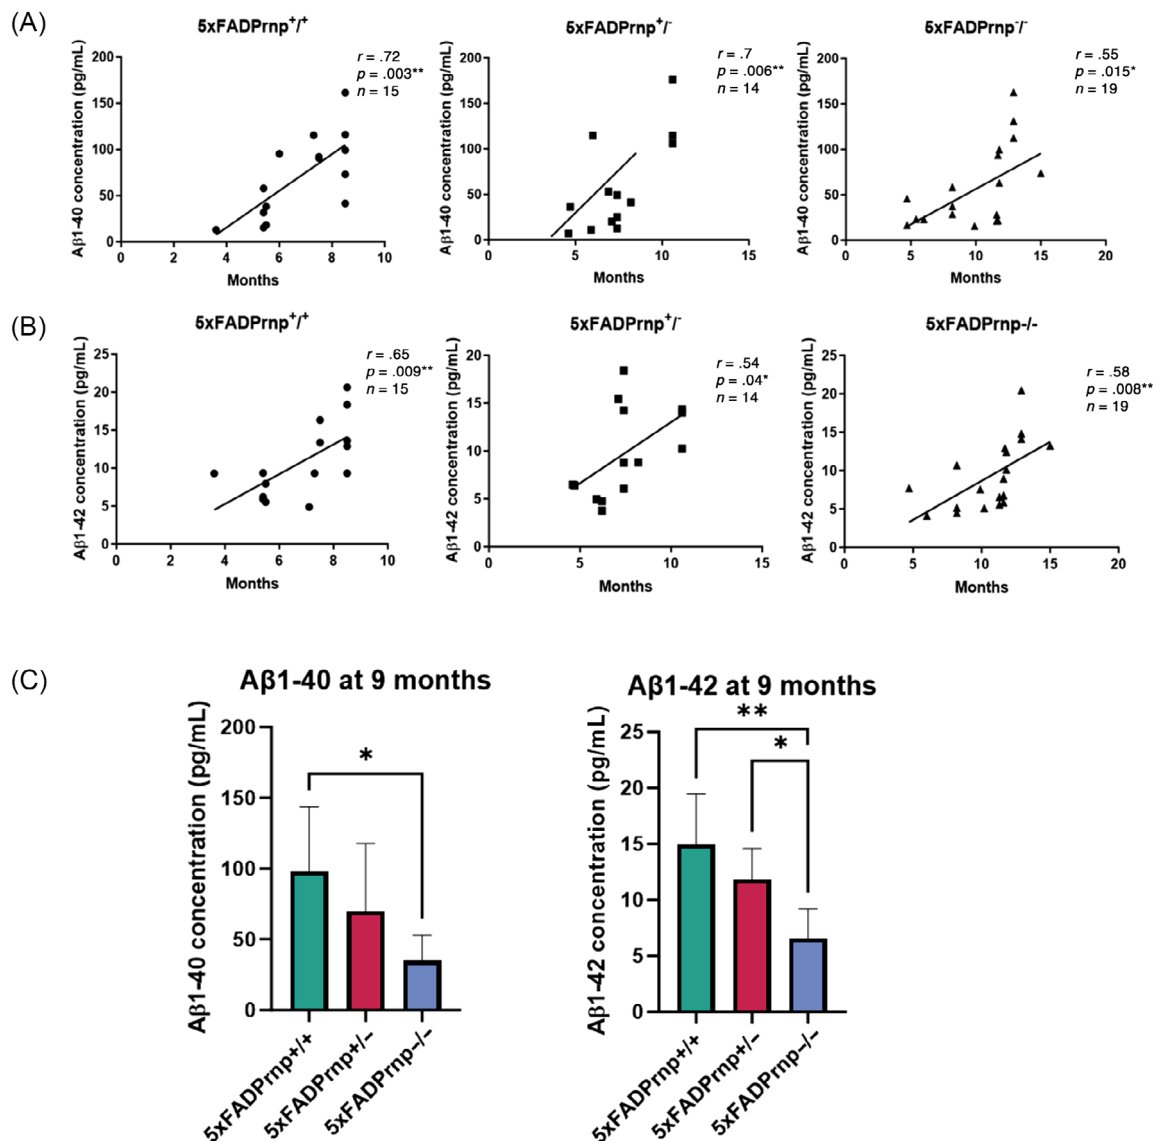 (A)
5xFADPrnp+/+
Aβ1-40 concentration (pg/mL)
200
150
100
50
0
0 2 4 6 8 10
Months
r = .72
p = .003**
n = 15
5xFADPrnp+/-
Aβ1-40 concentration (pg/mL)
200
150
100
50
0
0 5 10 15
Months
r = .7
p = .006**
n = 14
5xFADPrnp-/-
Aβ1-40 concentration (pg/mL)
200
150
100
50
0
0 5 10 15 20
Months
r = .55
p = .015*
n = 19
(B)
5xFADPrnp+/+
Aβ1-42 concentration (pg/mL)
25
20
15
10
5
0
0 2 4 6 8 10
Months
r = .65
p = .009**
n = 15
5xFADPrnp+/-
Aβ1-42 concentration (pg/mL)
20
15
10
5
0
0 5 10 15
Months
r = .54
p = .04*
n = 14
5xFADPrnp-/-
Aβ1-42 concentration (pg/mL)
25
20
15
10
5
0
0 5 10 15 20
Months
r = .58
p = .008**
n = 19
(C)
Aβ1-40 at 9 months
Aβ1-40 concentration (pg/mL)
200
150
100
50
0
*
5xFADPrnp+/+
5xFADPrnp+/−
5xFADPrnp−/−
Aβ1-42 at 9 months
Aβ1-42 concentration (pg/mL)
25
20
15
10
5
0
**
*
5xFADPrnp+/+
5xFADPrnp+/−
5xFADPrnp−/−